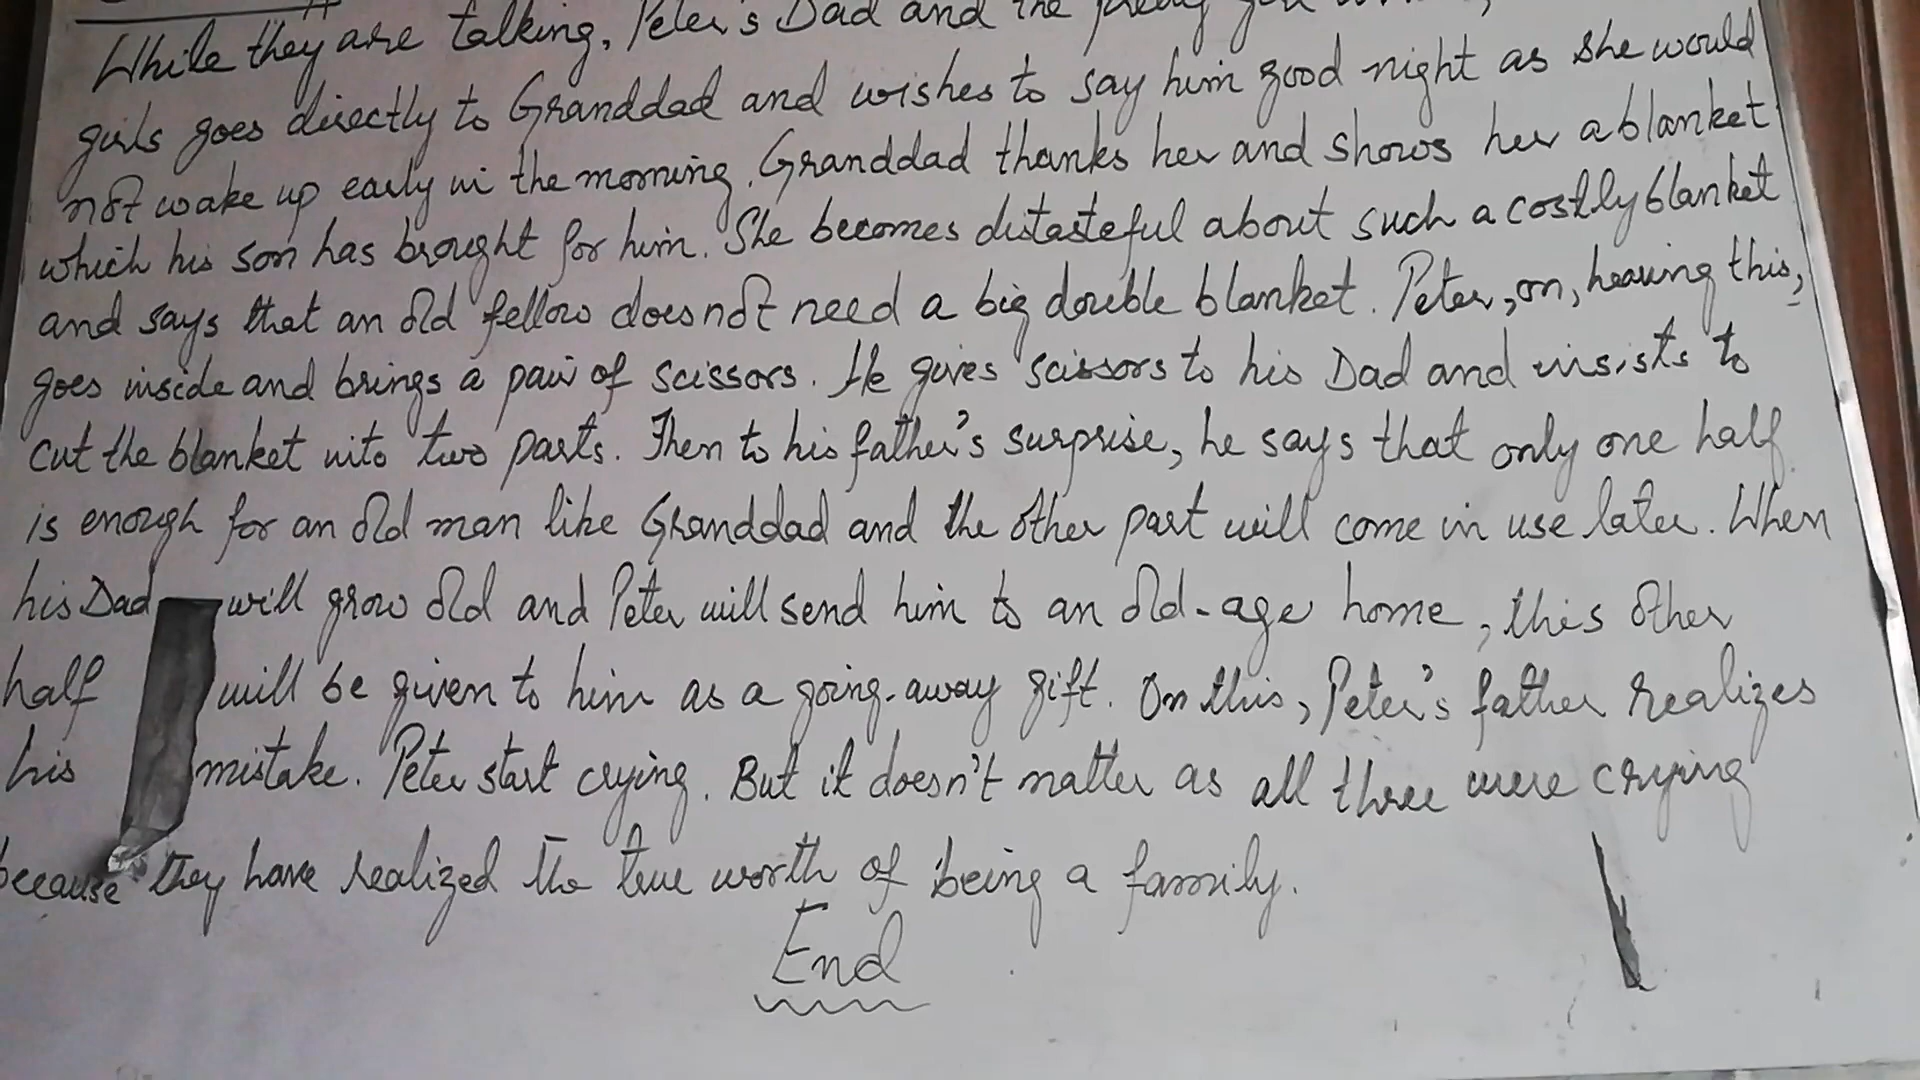 While they are talking, Peter's Dad and the
girls goes directly to Granddad and wishes to say him good night as she would
not wake up early in the morning. Granddad thanks her and shows her a blanket
which his son has brought for him. She becomes distasteful about such a costly blanket
and says that an old fellow does not need a big double blanket. Peter, on, hearing this,
goes inside and brings a pair of scissors. He gives scissors to his Dad and insists to
cut the blanket into two parts. Then to his father's surprise, he says that only one half
is enough for an old man like Granddad and the other part will come in use later. When
his Dad will grow old and Peter will send him to an old-age home, this other
half will be given to him as a going-away gift. On this, Peter's father realizes
his mistake. Peter start crying. But it doesn't matter as all three were crying
because they have realized the true worth of being a family.
End